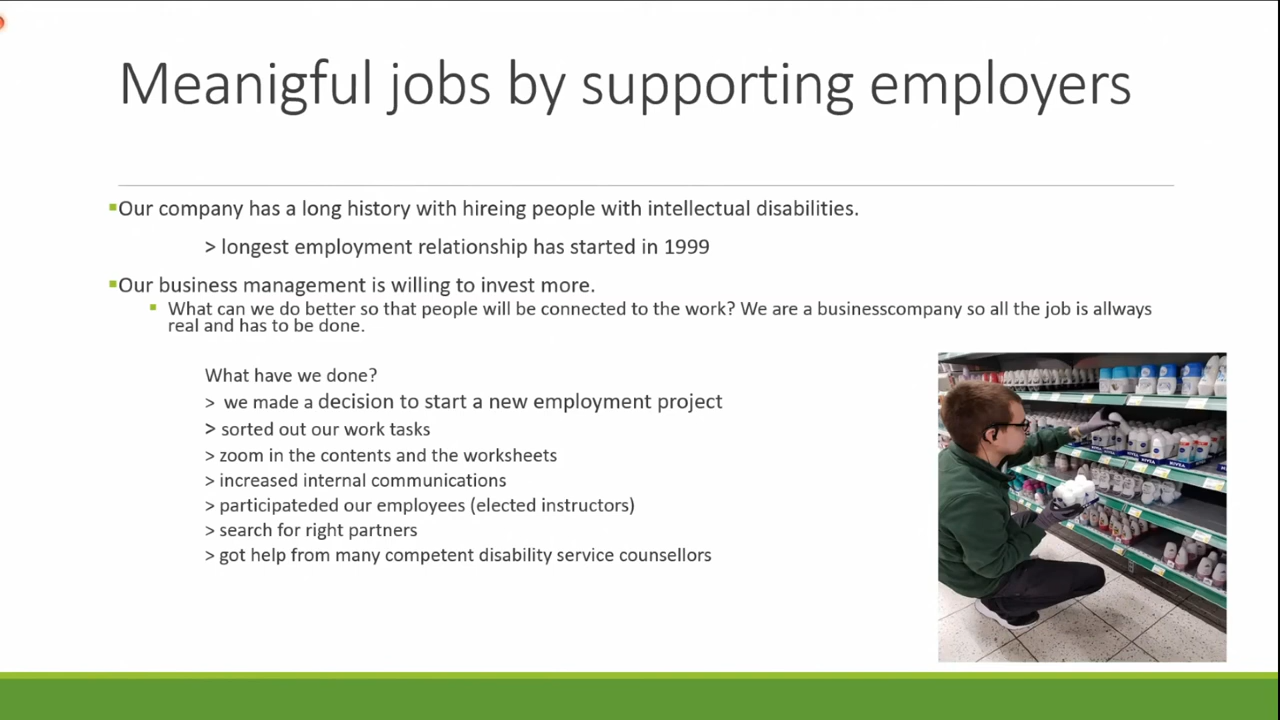 Meanigful jobs by supporting employers
▪Our company has a long history with hireing people with intellectual disabilities.
> longest employment relationship has started in 1999
▪Our business management is willing to invest more.
▪ What can we do better so that people will be connected to the work? We are a businesscompany so all the job is allways
real and has to be done.
What have we done?
> we made a decision to start a new employment project
> sorted out our work tasks
> zoom in the contents and the worksheets
> increased internal communications
> participateded our employees (elected instructors)
> search for right partners
> got help from many competent disability service counsellors
NIVEA
NIVEA